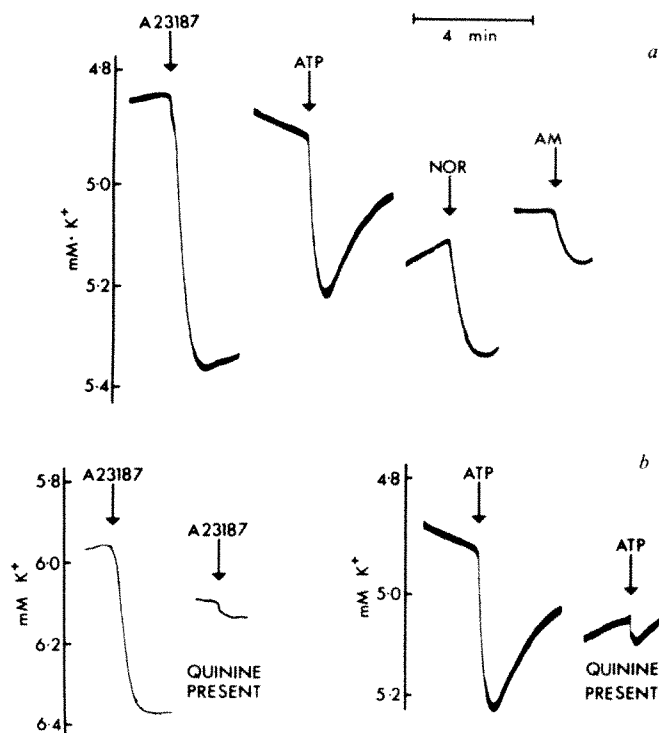 A23187
4 min
a
4·8
ATP
AM
NOR
5·0
mM· K+
5·2
5·4
b
A23187
ATP
5·8
4·8
A23187
ATP
6·0
mM K+
5·0
mM K+
6·2
QUININE
PRESENT
QUININE
PRESENT
5·2
6·4